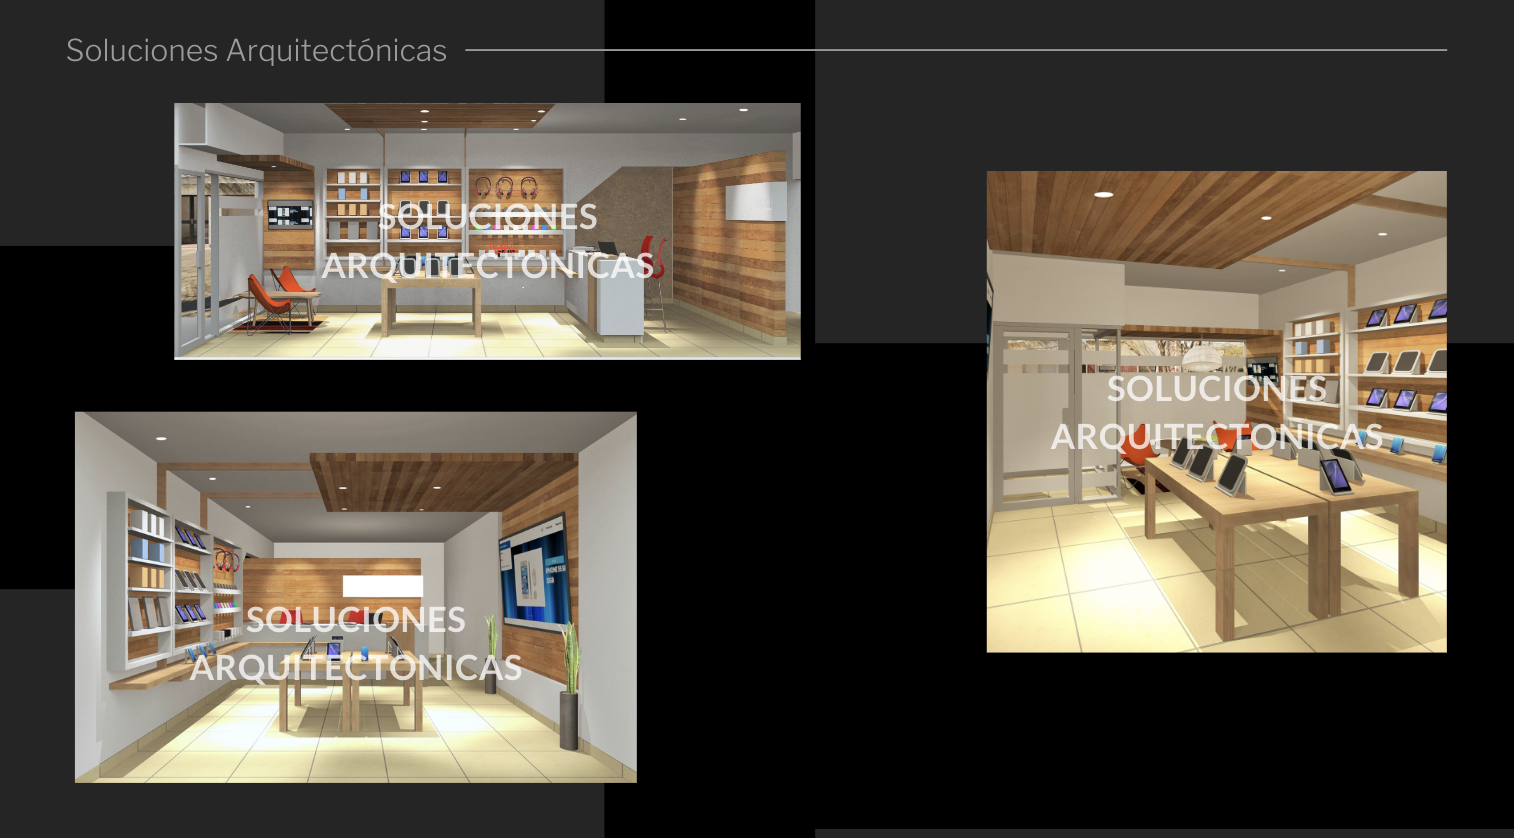 Soluciones Arquitectónicas
SOLUCIONES
ARQUITECTONICAS
SOLUCIONES
ARQUITECTONICAS
SOLUCIONES
ARQUITECTONICAS